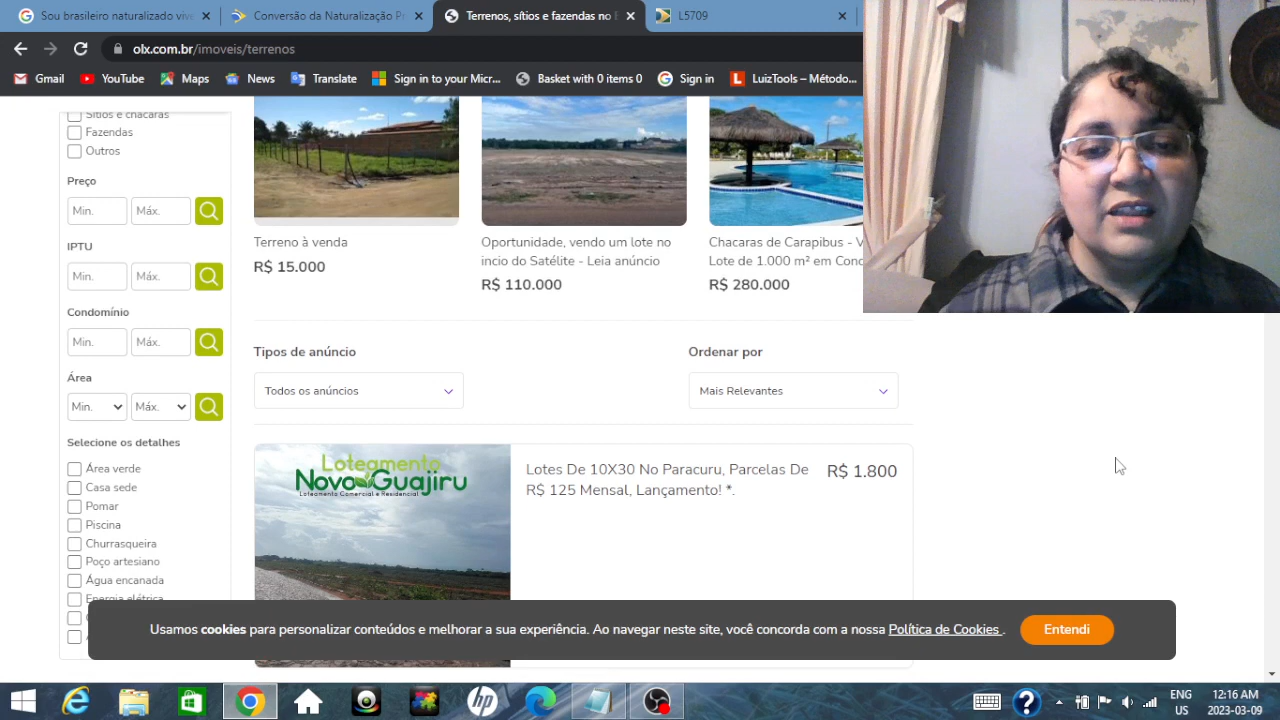 Sou brasileiro naturalizado vive
Conversão da Naturalização Pr
Terrenos, sítios e fazendas no B
L5709
olx.com.br/imoveis/terrenos
Gmail
YouTube
Maps
News
Translate
Sign in to your Micr...
Basket with 0 items 0
Sign in
LuizTools – Método...
Sítios e chácaras
Fazendas
Outros
Preço
Min.
Máx.
IPTU
Min.
Máx.
Condomínio
Min.
Máx.
Área
Min.
Máx.
Selecione os detalhes
Área verde
Casa sede
Pomar
Piscina
Churrasqueira
Poço artesiano
Água encanada
Energia elétrica
Terreno à venda
R$ 15.000
Oportunidade, vendo um lote no
incio do Satélite - Leia anúncio
R$ 110.000
Chacaras de Carapibus - V
Lote de 1.000 m² em Cond
R$ 280.000
Tipos de anúncio
Todos os anúncios
Ordenar por
Mais Relevantes
Loteamento
Novo Guajiru
Loteamento Comercial e Residencial
Lotes De 10X30 No Paracuru, Parcelas De
R$ 125 Mensal, Lançamento! *.
R$ 1.800
Usamos cookies para personalizar conteúdos e melhorar a sua experiência. Ao navegar neste site, você concorda com a nossa Política de Cookies .
Entendi
hp
ENG
US
12:16 AM
2023-03-09